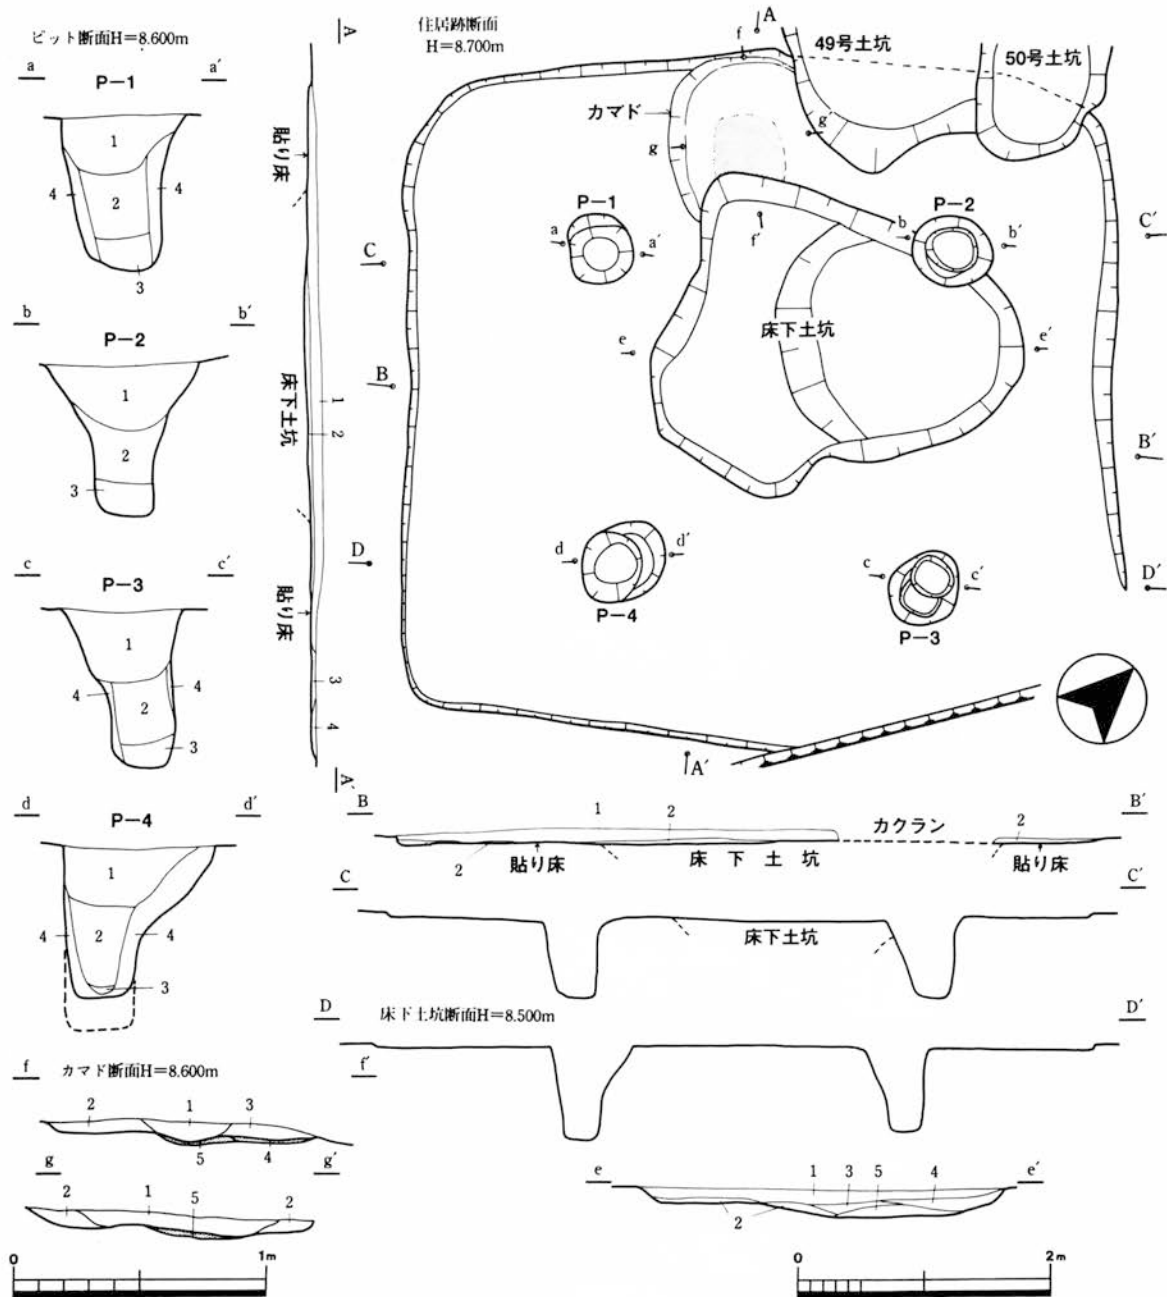 ピット断面H=8.600m
a a′
P-1
1
4 2 4
3
b b′
P-2
1
2
3
c c′
P-3
1
4 2 4
3
d d′
P-4
1
4 2 4
3
f カマド断面H=8.600m f′
2 1 3
5 4
g g′
2 1 5 2
0 1m
A
貼り床
床下土坑
1
2
貼り床
3
4
A′
住居跡断面
H=8.700m
A
f
49号土坑
50号土坑
カマド
g g′
P-1
a a′
f′
P-2
b b′
C C′
床下土坑
e e′
B B′
D D′
d d′
P-4
c c′
P-3
A′
B B′
1 2 カクラン 2
2 貼り床 床下土坑 貼り床
C C′
床下土坑
D D′
床下土坑断面H=8.500m
e e′
1 3 5 4
2
0 2m